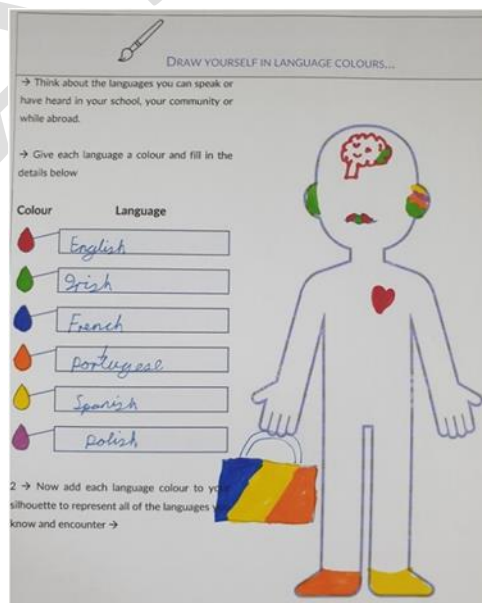 DRAW YOURSELF IN LANGUAGE COLOURS...
→ Think about the languages you can speak or
have heard in your school, your community or
while abroad.
→ Give each language a colour and fill in the
details below
Colour Language
English
Irish
French
Portugese
Spanish
Polish
2 → Now add each language colour to
silhouette to represent all of the languages
know and encounter →